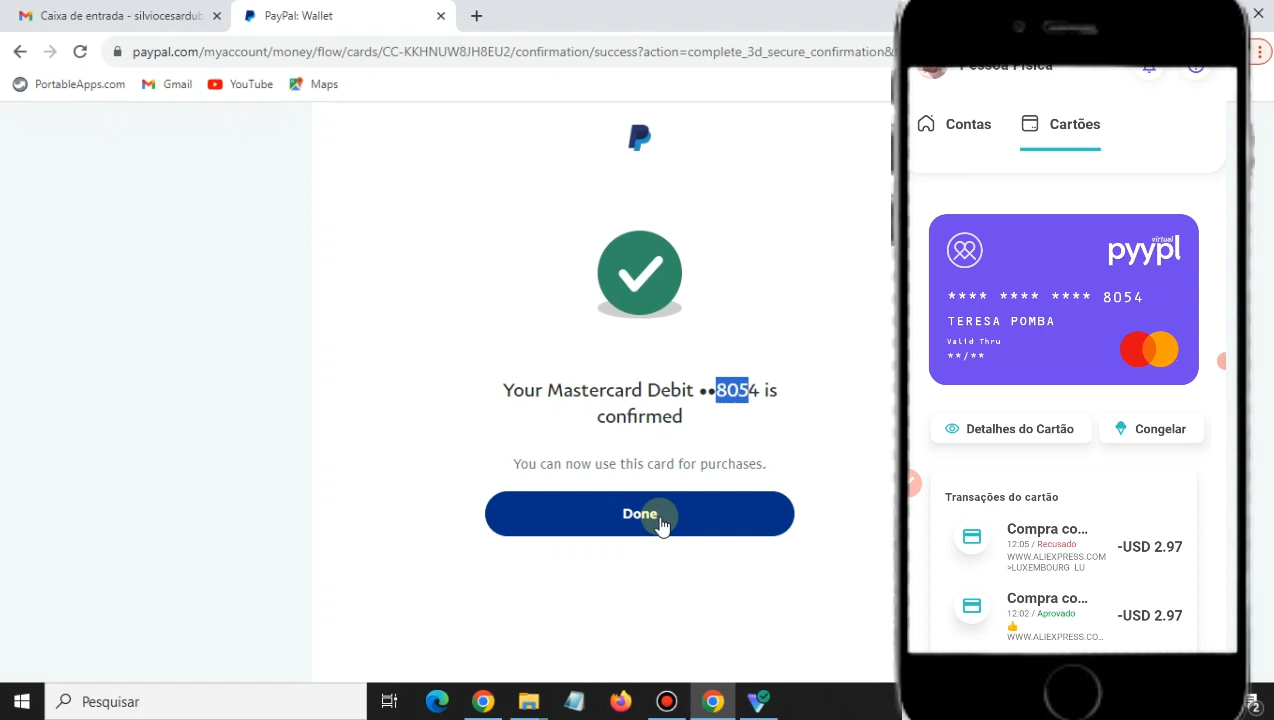 Caixa de entrada - silviocesardub
PayPal: Wallet
paypal.com/myaccount/money/flow/cards/CC-KKHNUW8JH8EU2/confirmation/success?action=complete_3d_secure_confirmation&
PortableApps.com
Gmail
YouTube
Maps
Your Mastercard Debit ••8054 is
confirmed
You can now use this card for purchases.
Done
Pesquisar
Pessoa Física
Contas
Cartões
virtual
pyypl
**** **** **** 8054
TERESA POMBA
Valid Thru
**/**
Detalhes do Cartão
Congelar
Transações do cartão
Compra co...
12:05 / Recusado
-USD 2.97
WWW.ALIEXPRESS.COM
>LUXEMBOURG LU
Compra co...
12:02 / Aprovado
-USD 2.97
👍
WWW.ALIEXPRESS.CO...
2